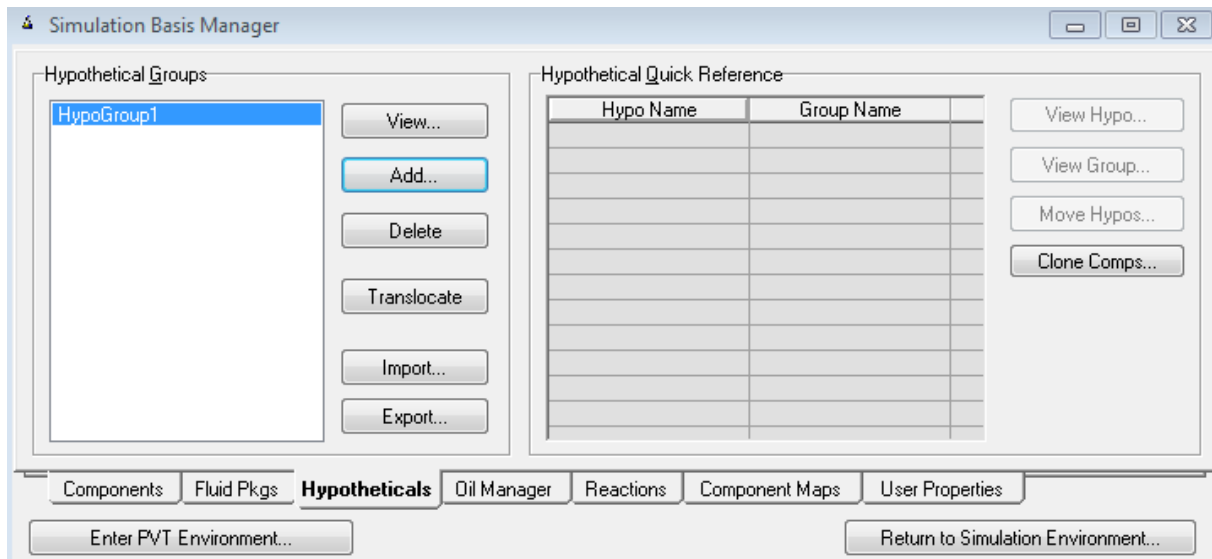 Simulation Basis Manager
Hypothetical Groups
HypoGroup1
View...
Add...
Delete
Translocate
Import...
Export...
Hypothetical Quick Reference
Hypo Name Group Name
View Hypo...
View Group...
Move Hypos...
Clone Comps...
Components Fluid Pkgs Hypotheticals Oil Manager Reactions Component Maps User Properties
Enter PVT Environment... Return to Simulation Environment...